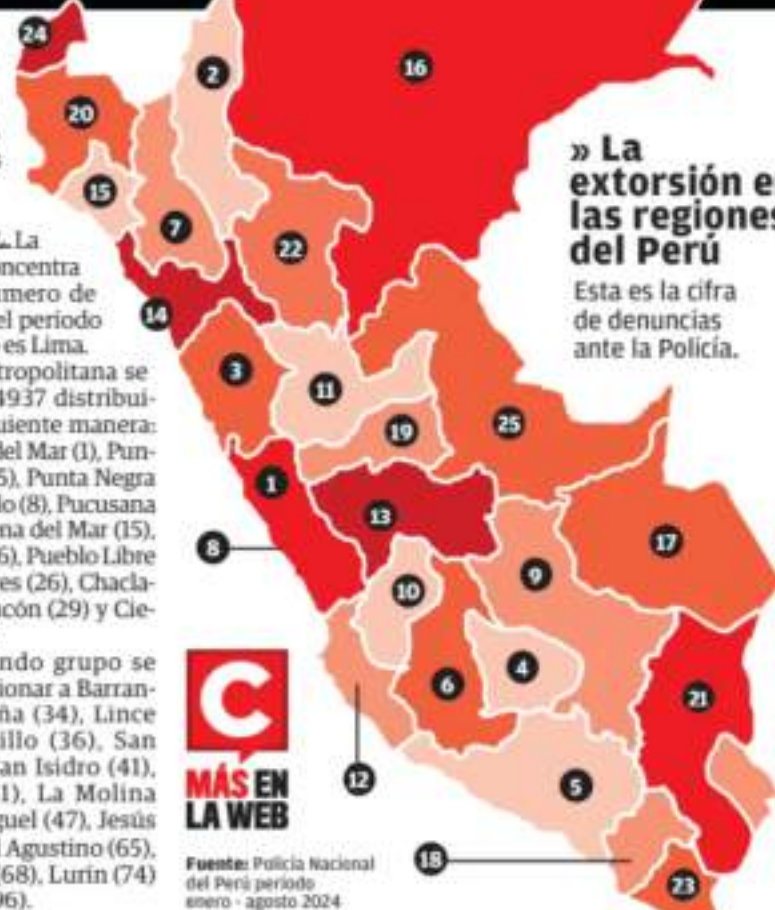 La
ncentra
mero de
el periodo
es Lima.
tropolitana se
4937 distribui-
uiente manera:
del Mar (1), Pun-
5), Punta Negra
lo (8), Pucusana
na del Mar (15),
6), Pueblo Libre
es (26), Chacla-
cón (29) y Cie-
ndo grupo se
ionar a Barran-
ña (34), Lince
illo (36), San
an Isidro (41),
1), La Molina
guel (47), Jesús
l Agustino (65),
(68), Lurín (74)
96).
» La
extorsión e
las regiones
del Perú
Esta es la cifra
de denuncias
ante la Policía.
24
2
16
20
15
7
22
14
3
11
19
25
1
13
8
17
9
10
4
6
21
12
5
18
23
C
MÁS EN
LA WEB
Fuente: Policía Nacional
del Perú periodo
enero - agosto 2024